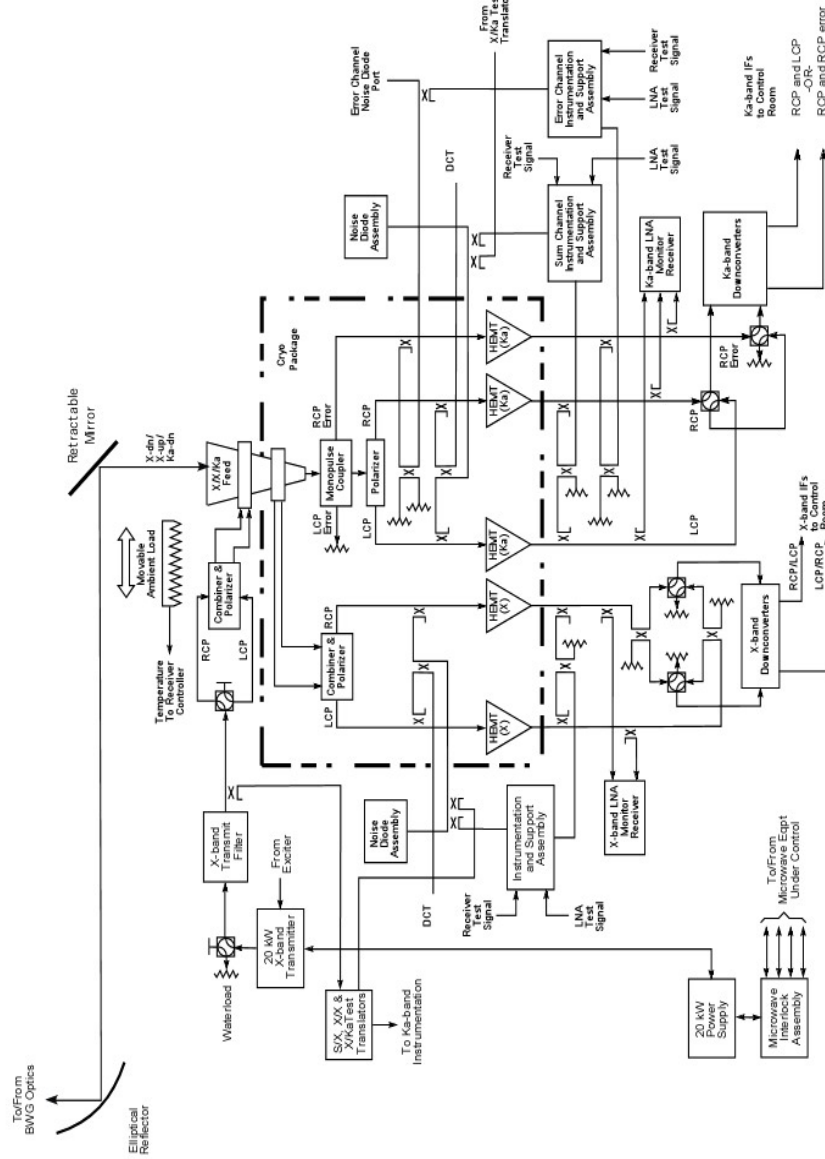 To/From
BWG Optics
Elliptical
Reflector
Retractable
Mirror
X-dn/
X-up/
Ka-dn
Movable
Ambient Load
Temperature
To Receiver
Controller
X/X/Ka
Feed
Combiner &
Polarizer
RCP
LCP
Waterload
X-band
Transmit
Filter
From
Exciter
20 kW
X-band
Transmitter
S/X, X/X &
X/KaTest
Translators
To Ka-band
Instrumentation
Cryo
Package
Monopulse
Coupler
LCP
Error
RCP
Error
Polarizer
LCP
RCP
Combiner &
Polarizer
LCP
RCP
HEMT
(X)
HEMT
(X)
HEMT
(Ka)
HEMT
(Ka)
HEMT
(Ka)
Noise
Diode
Assembly
DCT
Receiver
Test
Signal
LNA
Test
Signal
Instrumentation
and Support
Assembly
X-band LNA
Monitor
Receiver
20 kW
Power
Supply
Microwave
Interlock
Assembly
To/From
Microwave Eqpt
Under Control
X-band
Downconverters
RCP/LCP
X-band IFs
to Control
Room
LCP/RCP
Error Channel
Noise Diode
Port
From
X/Ka Test
Translator
Noise
Diode
Assembly
DCT
Receiver
Test
Signal
LNA
Test
Signal
Sum Channel
Instrumentation
and Support
Assembly
Error Channel
Instrumentation
and Support
Assembly
Receiver
Test
Signal
LNA
Test
Signal
Ka-band LNA
Monitor
Receiver
LCP
RCP
RCP
Error
Ka-band
Downconverters
Ka-band IFs
to Control
Room
RCP and LCP
-OR-
RCP and RCP error